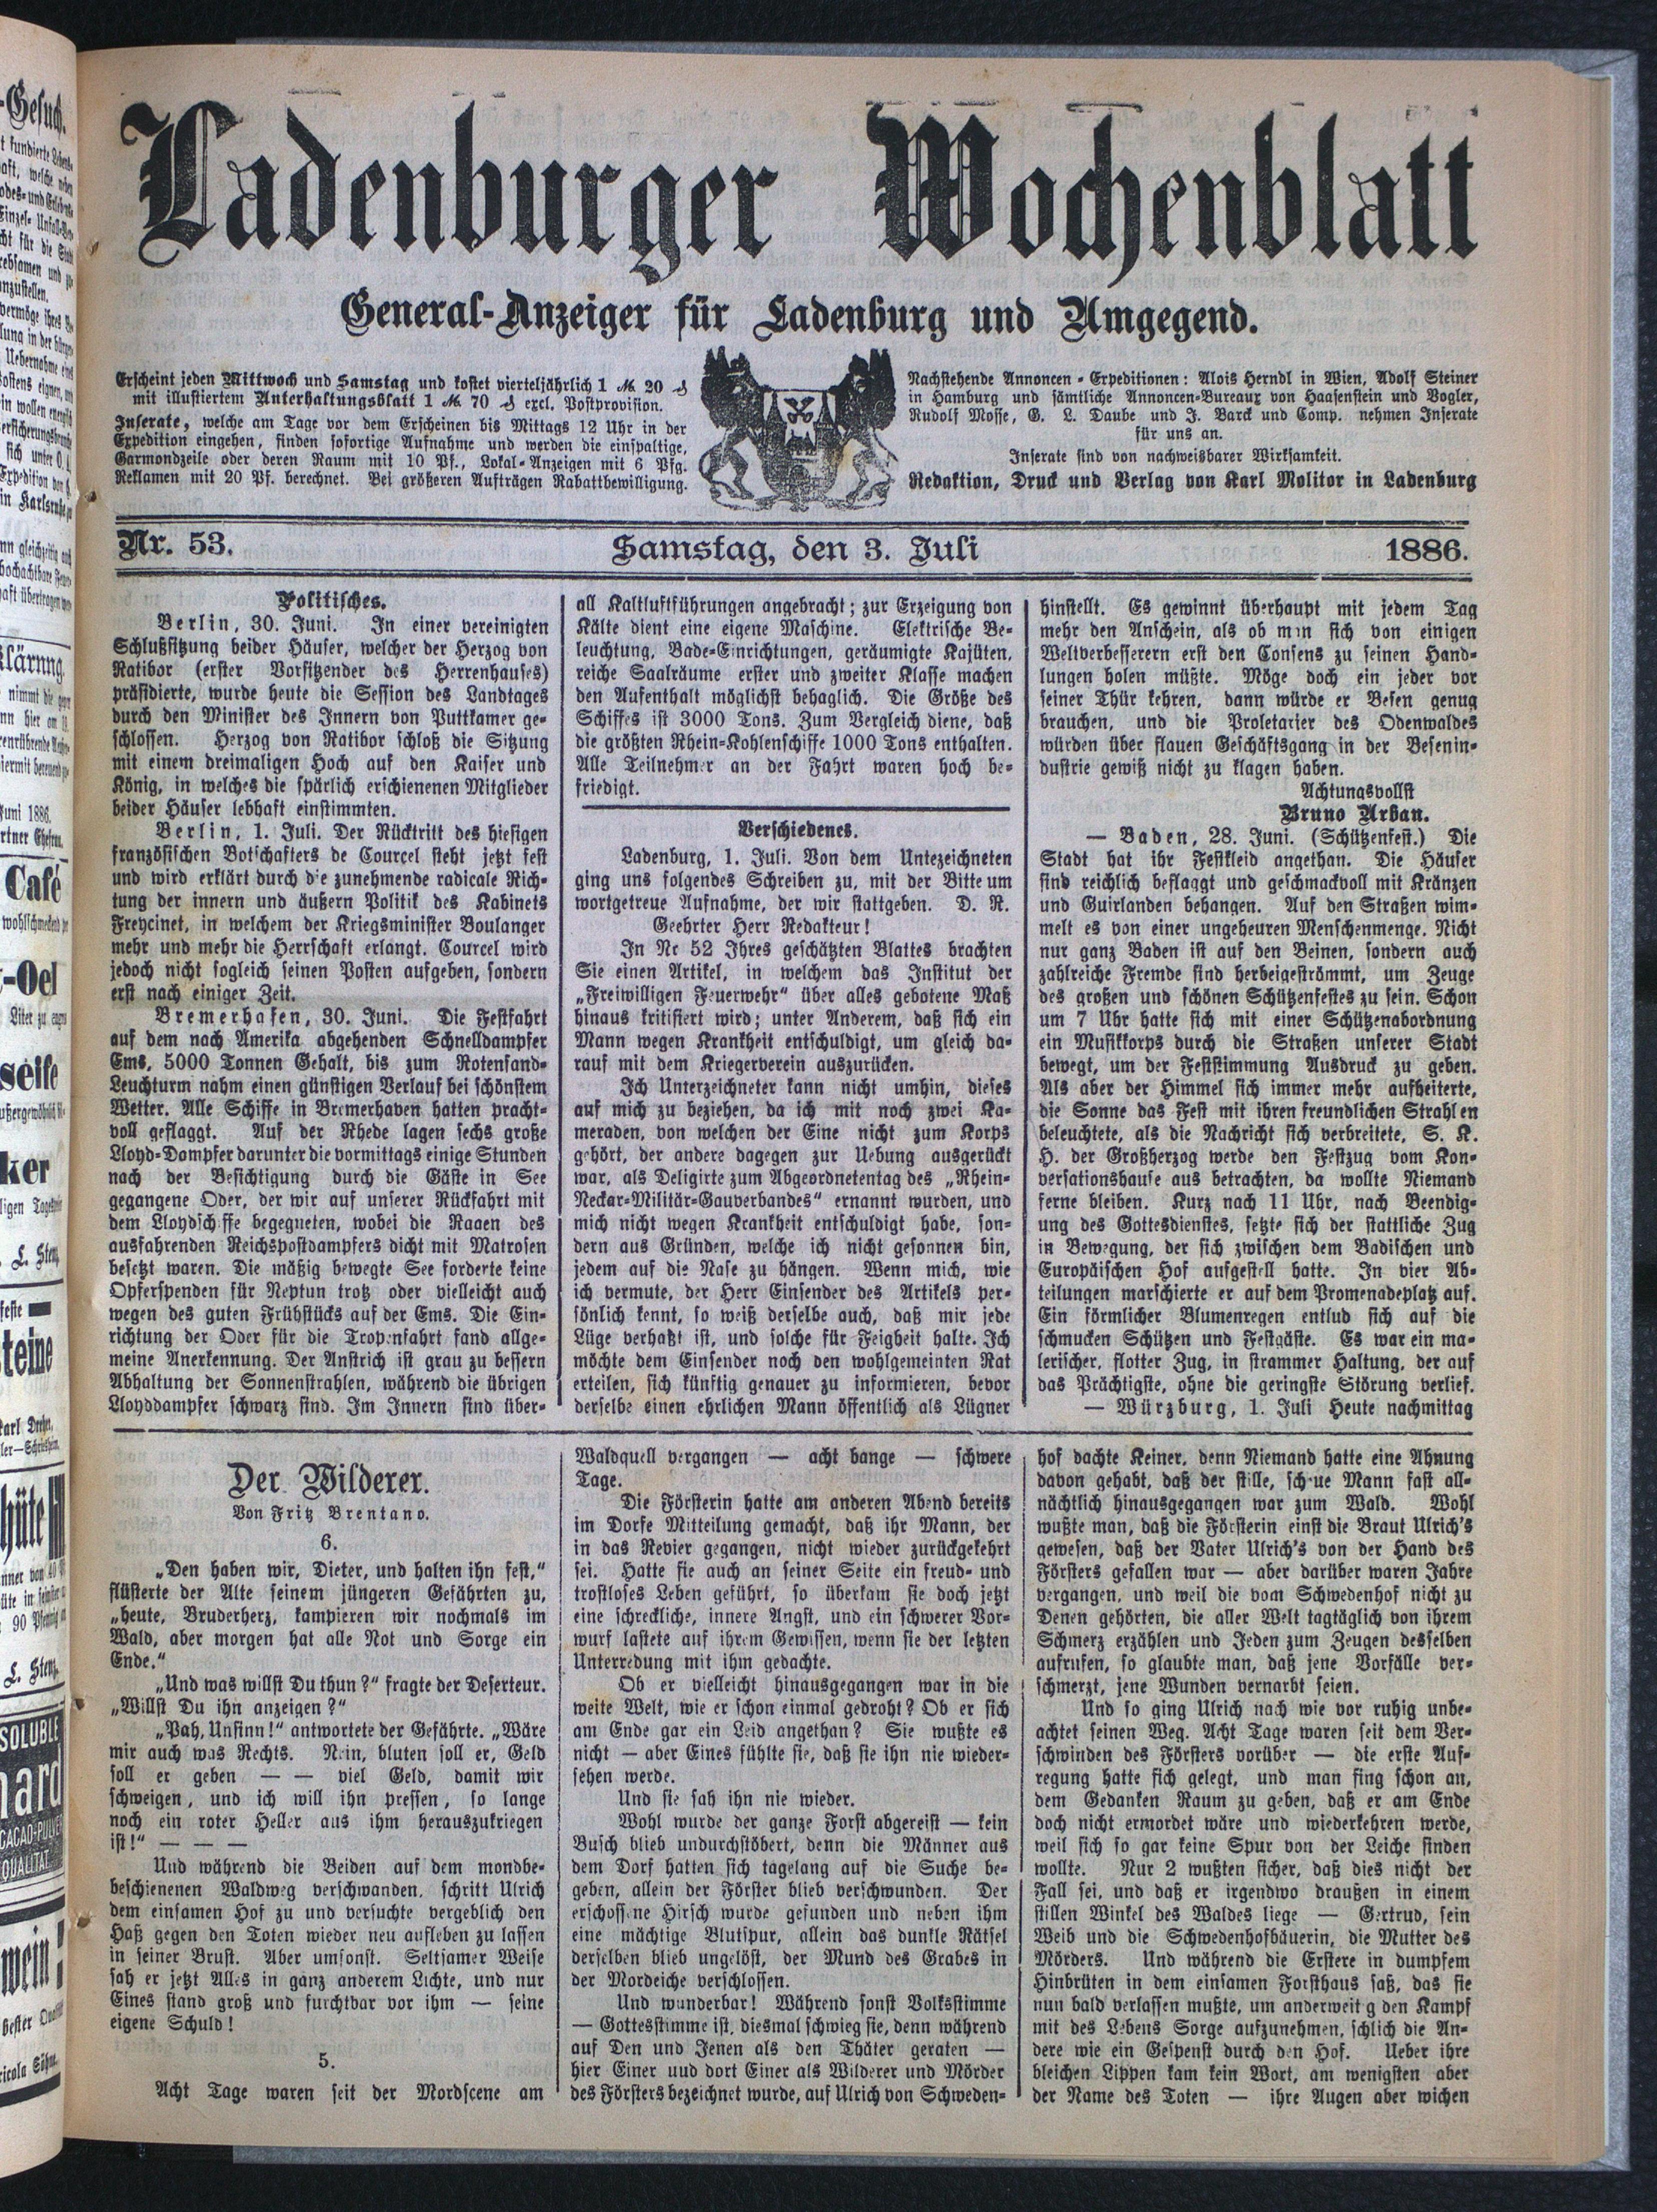 Ladenburger Wochenblatt
General-Anzeiger für Ladenburg und Umgegend.
Erscheint jeden Mittwoch und Samstag und kostet vierteljährlich 1 M. 20 ₰
mit illustriertem Unterhaltungsblatt 1 M. 70 ₰ excl. Postprovision.
Inserate, welche am Tage vor dem Erscheinen bis Mittags 12 Uhr in der
Expedition eingehen, finden sofortige Aufnahme und werden die einspaltige,
Garmondzeile oder deren Raum mit 10 Pf., Lokal-Anzeigen mit 6 Pfg.
Reklamen mit 20 Pf. berechnet. Bei größeren Aufträgen Rabattbewilligung.
Nachstehende Annoncen-Expeditionen: Alois Herndl in Wien, Adolf Steiner
in Hamburg und sämtliche Annoncen-Bureaux von Haasenstein und Vogler,
Rudolf Mosse, G. L. Daube und J. Barck und Comp. nehmen Inserate
für uns an.
Inserate sind von nachweisbarer Wirksamkeit.
Redaktion, Druck und Verlag von Karl Molitor in Ladenburg
Nr. 53. Samstag, den 3. Juli 1886.
Politisches.
Berlin, 30. Juni. In einer vereinigten
Schlußsitzung beider Häuser, welcher der Herzog von
Ratibor (erster Vorsitzender des Herrenhauses)
präsidierte, wurde heute die Session des Landtages
durch den Minister des Innern von Puttkamer ge-
schlossen. Herzog von Ratibor schloß die Sitzung
mit einem dreimaligen Hoch auf den Kaiser und
König, in welches die spärlich erschienenen Mitglieder
beider Häuser lebhaft einstimmten.
Berlin, 1. Juli. Der Rücktritt des hiesigen
französischen Botschafters de Courcel steht jetzt fest
und wird erklärt durch die zunehmende radicale Rich-
tung der innern und äußern Politik des Kabinets
Freycinet, in welchem der Kriegsminister Boulanger
mehr und mehr die Herrschaft erlangt. Courcel wird
jedoch nicht sogleich seinen Posten aufgeben, sondern
erst nach einiger Zeit.
Bremerhafen, 30. Juni. Die Festfahrt
auf dem nach Amerika abgehenden Schnelldampfer
Ems, 5000 Tonnen Gehalt, bis zum Rotensand-
Leuchturm nahm einen günstigen Verlauf bei schönstem
Wetter. Alle Schiffe in Bremerhaven hatten pracht-
voll geflaggt. Auf der Rhede lagen sechs große
Lloyd-Dampfer darunter die vormittags einige Stunden
nach der Besichtigung durch die Gäste in See
gegangene Oder, der wir auf unserer Rückfahrt mit
dem Lloydschiffe begegneten, wobei die Raaen des
ausfahrenden Reichspostdampfers dicht mit Matrosen
besetzt waren. Die mäßig bewegte See forderte keine
Opferspenden für Neptun trotz oder vielleicht auch
wegen des guten Frühstücks auf der Ems. Die Ein-
richtung der Oder für die Tropenfahrt fand allge-
meine Anerkennung. Der Anstrich ist grau zu bessern
Abhaltung der Sonnenstrahlen, während die übrigen
Lloyddampfer schwarz sind. Im Innern sind über-
all Kaltluftführungen angebracht; zur Erzeigung von
Kälte dient eine eigene Maschine. Elektrische Be-
leuchtung, Bade-Einrichtungen, geräumigte Kajüten,
reiche Saalräume erster und zweiter Klasse machen
den Aufenthalt möglichst behaglich. Die Größe des
Schiffes ist 3000 Tons. Zum Vergleich diene, daß
die größten Rhein-Kohlenschiffe 1000 Tons enthalten.
Alle Teilnehmer an der Fahrt waren hoch be-
friedigt.
Verschiedenes.
Ladenburg, 1. Juli. Von dem Untezeichneten
ging uns folgendes Schreiben zu, mit der Bitte um
wortgetreue Aufnahme, der wir stattgeben. D. R.
Geehrter Herr Redakteur!
In Nr 52 Ihres geschätzten Blattes brachten
Sie einen Artikel, in welchem das Institut der
„Freiwilligen Feuerwehr“ über alles gebotene Maß
hinaus kritisiert wird; unter Anderem, daß sich ein
Mann wegen Krankheit entschuldigt, um gleich da-
rauf mit dem Kriegerverein auszurücken.
Ich Unterzeichneter kann nicht umhin, dieses
auf mich zu beziehen, da ich mit noch zwei Ka-
meraden, von welchen der Eine nicht zum Korps
gehört, der andere dagegen zur Uebung ausgerückt
war, als Deligirte zum Abgeordnetentag des „Rhein-
Neckar-Militär-Gauverbandes“ ernannt wurden, und
mich nicht wegen Krankheit entschuldigt habe, son-
dern aus Gründen, welche ich nicht gesonnen bin,
jedem auf die Nase zu hängen. Wenn mich, wie
ich vermute, der Herr Einsender des Artikels per-
sönlich kennt, so weiß derselbe auch, daß mir jede
Lüge verhaßt ist, und solche für Feigheit halte. Ich
möchte dem Einsender noch den wohlgemeinten Rat
erteilen, sich künftig genauer zu informieren, bevor
derselbe einen ehrlichen Mann öffentlich als Lügner
hinstellt. Es gewinnt überhaupt mit jedem Tag
mehr den Anschein, als ob man sich von einigen
Weltverbesserern erst den Consens zu seinen Hand-
lungen holen müßte. Möge doch ein jeder vor
seiner Thür kehren, dann würde er Besen genug
brauchen, und die Proletarier des Odenwaldes
würden über flauen Geschäftsgang in der Besenin-
dustrie gewiß nicht zu klagen haben.
Achtungsvollst
Bruno Urban.
— Baden, 28. Juni. (Schützenfest.) Die
Stadt hat ihr Festkleid angethan. Die Häuser
sind reichlich beflaggt und geschmackvoll mit Kränzen
und Guirlanden behangen. Auf den Straßen wim-
melt es von einer ungeheuren Menschenmenge. Nicht
nur ganz Baden ist auf den Beinen, sondern auch
zahlreiche Fremde sind herbeigeströmmt, um Zeuge
des großen und schönen Schützenfestes zu sein. Schon
um 7 Uhr hatte sich mit einer Schützenabordnung
ein Musikkorps durch die Straßen unserer Stadt
bewegt, um der Feststimmung Ausdruck zu geben.
Als aber der Himmel sich immer mehr aufheiterte,
die Sonne das Fest mit ihren freundlichen Strahlen
beleuchtete, als die Nachricht sich verbreitete, S. K.
H. der Großherzog werde den Festzug vom Kon-
versationshause aus betrachten, da wollte Niemand
ferne bleiben. Kurz nach 11 Uhr, nach Beendig-
ung des Gottesdienstes, setzte sich der stattliche Zug
in Bewegung, der sich zwischen dem Badischen und
Europäischen Hof aufgestell hatte. In vier Ab-
teilungen marschierte er auf dem Promenadeplatz auf.
Ein förmlicher Blumenregen entlud sich auf die
schmucken Schützen und Festgäste. Es war ein ma-
lerischer, flotter Zug, in strammer Haltung, der auf
das Prächtigste, ohne die geringste Störung verlief.
— Würzburg, 1. Juli Heute nachmittag
Der Wilderer.
Von Fritz Brentano.
6.
„Den haben wir, Dieter, und halten ihn fest,“
flüsterte der Alte seinem jüngeren Gefährten zu,
„heute, Bruderherz, kampieren wir nochmals im
Wald, aber morgen hat alle Not und Sorge ein
Ende.“
„Und was willst Du thun?“ fragte der Deserteur.
„Willst Du ihn anzeigen?“
„Pah, Unsinn!“ antwortete der Gefährte. „Wäre
mir auch was Rechts. Nein, bluten soll er, Geld
soll er geben — — viel Geld, damit wir
schweigen, und ich will ihn pressen, so lange
noch ein roter Heller aus ihm herauszukriegen
ist!“ — — —
Und während die Beiden auf dem mondbe-
beschienenen Waldweg verschwanden, schritt Ulrich
dem einsamen Hof zu und versuchte vergeblich den
Haß gegen den Toten wieder neu aufleben zu lassen
in seiner Brust. Aber umsonst. Seltsamer Weise
sah er jetzt Alles in ganz anderem Lichte, und nur
Eines stand groß und furchtbar vor ihm — seine
eigene Schuld!
5.
Acht Tage waren seit der Mordscene am
Waldquell vergangen — acht bange — schwere
Tage.
Die Försterin hatte am anderen Abend bereits
im Dorfe Mitteilung gemacht, daß ihr Mann, der
in das Revier gegangen, nicht wieder zurückgekehrt
sei. Hatte sie auch an seiner Seite ein freud- und
trostloses Leben geführt, so überkam sie doch jetzt
eine schreckliche, innere Angst, und ein schwerer Vor-
wurf lastete auf ihrem Gewissen, wenn sie der letzten
Unterredung mit ihm gedachte.
Ob er vielleicht hinausgegangen war in die
weite Welt, wie er schon einmal gedroht? Ob er sich
am Ende gar ein Leid angethan? Sie wußte es
nicht — aber Eines fühlte sie, daß sie ihn nie wieder-
sehen werde.
Und sie sah ihn nie wieder.
Wohl wurde der ganze Forst abgereist — kein
Busch blieb undurchstöbert, denn die Männer aus
dem Dorf hatten sich tagelang auf die Suche be-
geben, allein der Förster blieb verschwunden. Der
erschossene Hirsch wurde gefunden und neben ihm
eine mächtige Blutspur, allein das dunkle Rätsel
derselben blieb ungelöst, der Mund des Grabes in
der Mordeiche verschlossen.
Und wunderbar! Während sonst Volksstimme
— Gottesstimme ist, diesmal schwieg sie, denn während
auf Den und Jenen als den Thäter geraten —
hier Einer uud dort Einer als Wilderer und Mörder
des Försters bezeichnet wurde, auf Ulrich von Schweden-
hof dachte Keiner, denn Niemand hatte eine Ahnung
davon gehabt, daß der stille, scheue Mann fast all-
nächtlich hinausgegangen war zum Wald. Wohl
wußte man, daß die Försterin einst die Braut Ulrich's
gewesen, daß der Vater Ulrich's von der Hand des
Försters gefallen war — aber darüber waren Jahre
vergangen, und weil die vom Schwedenhof nicht zu
Denen gehörten, die aller Welt tagtäglich von ihrem
Schmerz erzählen und Jeden zum Zeugen desselben
aufrufen, so glaubte man, daß jene Vorfälle ver-
schmerzt, jene Wunden vernarbt seien.
Und so ging Ulrich nach wie vor ruhig unbe-
achtet seinen Weg. Acht Tage waren seit dem Ver-
schwinden des Försters vorüber — die erste Auf-
regung hatte sich gelegt, und man fing schon an,
dem Gedanken Raum zu geben, daß er am Ende
doch nicht ermordet wäre und wiederkehren werde,
weil sich so gar keine Spur von der Leiche finden
wollte. Nur 2 wußten sicher, daß dies nicht der
Fall sei, und daß er irgendwo draußen in einem
stillen Winkel des Waldes liege — Gertrud, sein
Weib und die Schwedenhofbäuerin, die Mutter des
Mörders. Und während die Erstere in dumpfem
Hinbrüten in dem einsamen Forsthaus saß, das sie
nun bald verlassen mußte, um anderweitig den Kampf
mit des Lebens Sorge aufzunehmen, schlich die An-
dere wie ein Gespenst durch den Hof. Ueber ihre
bleichen Lippen kam kein Wort, am wenigsten aber
der Name des Toten — ihre Augen aber wichen